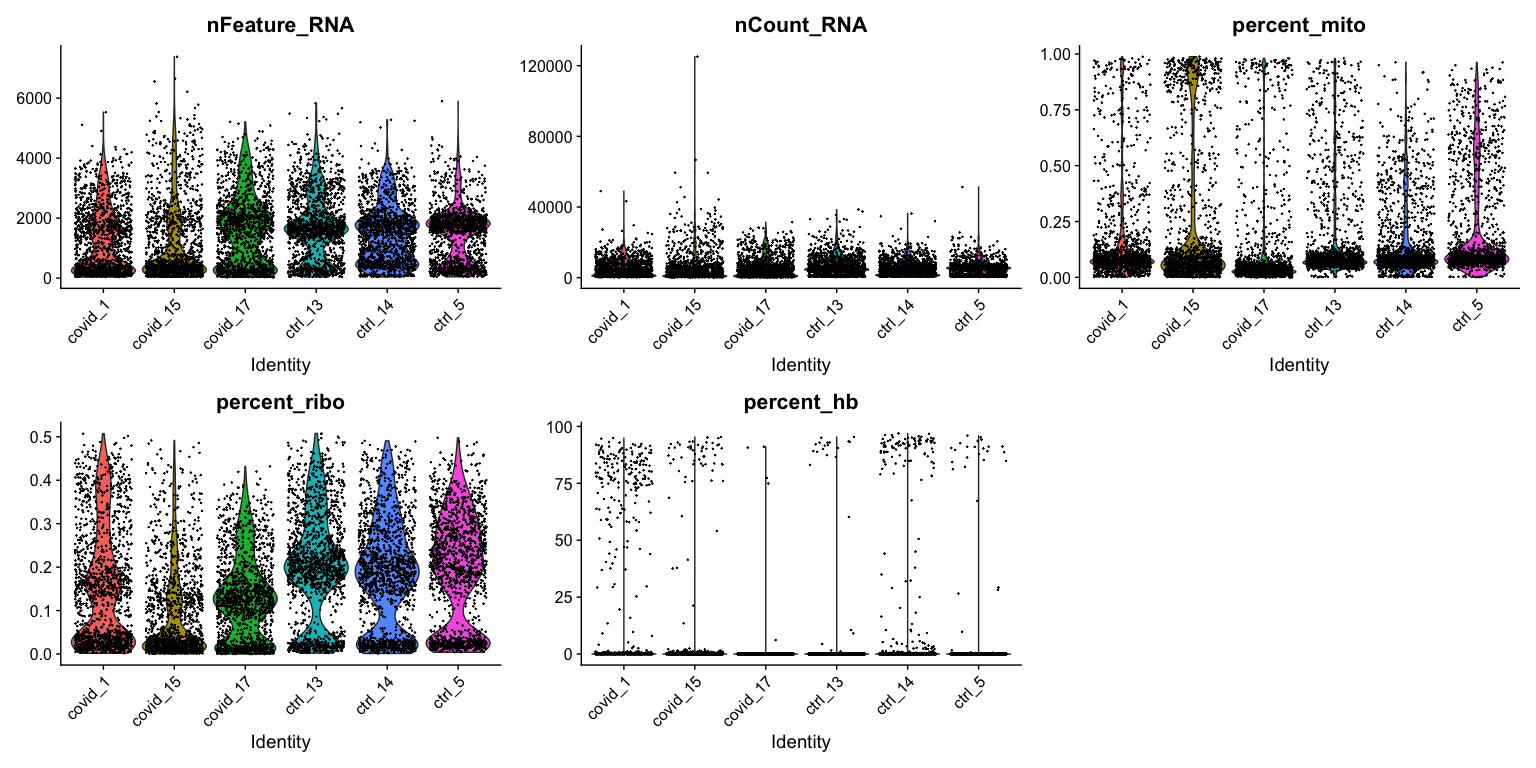 nFeature_RNA
6000
4000
2000
0
covid_1
covid_15
covid_17
ctrl_13
ctrl_14
ctrl_5
Identity
nCount_RNA
120000
80000
40000
0
covid_1
covid_15
covid_17
ctrl_13
ctrl_14
ctrl_5
Identity
percent_mito
1.00
0.75
0.50
0.25
0.00
covid_1
covid_15
covid_17
ctrl_13
ctrl_14
ctrl_5
Identity
percent_ribo
0.5
0.4
0.3
0.2
0.1
0.0
covid_1
covid_15
covid_17
ctrl_13
ctrl_14
ctrl_5
Identity
percent_hb
100
75
50
25
0
covid_1
covid_15
covid_17
ctrl_13
ctrl_14
ctrl_5
Identity